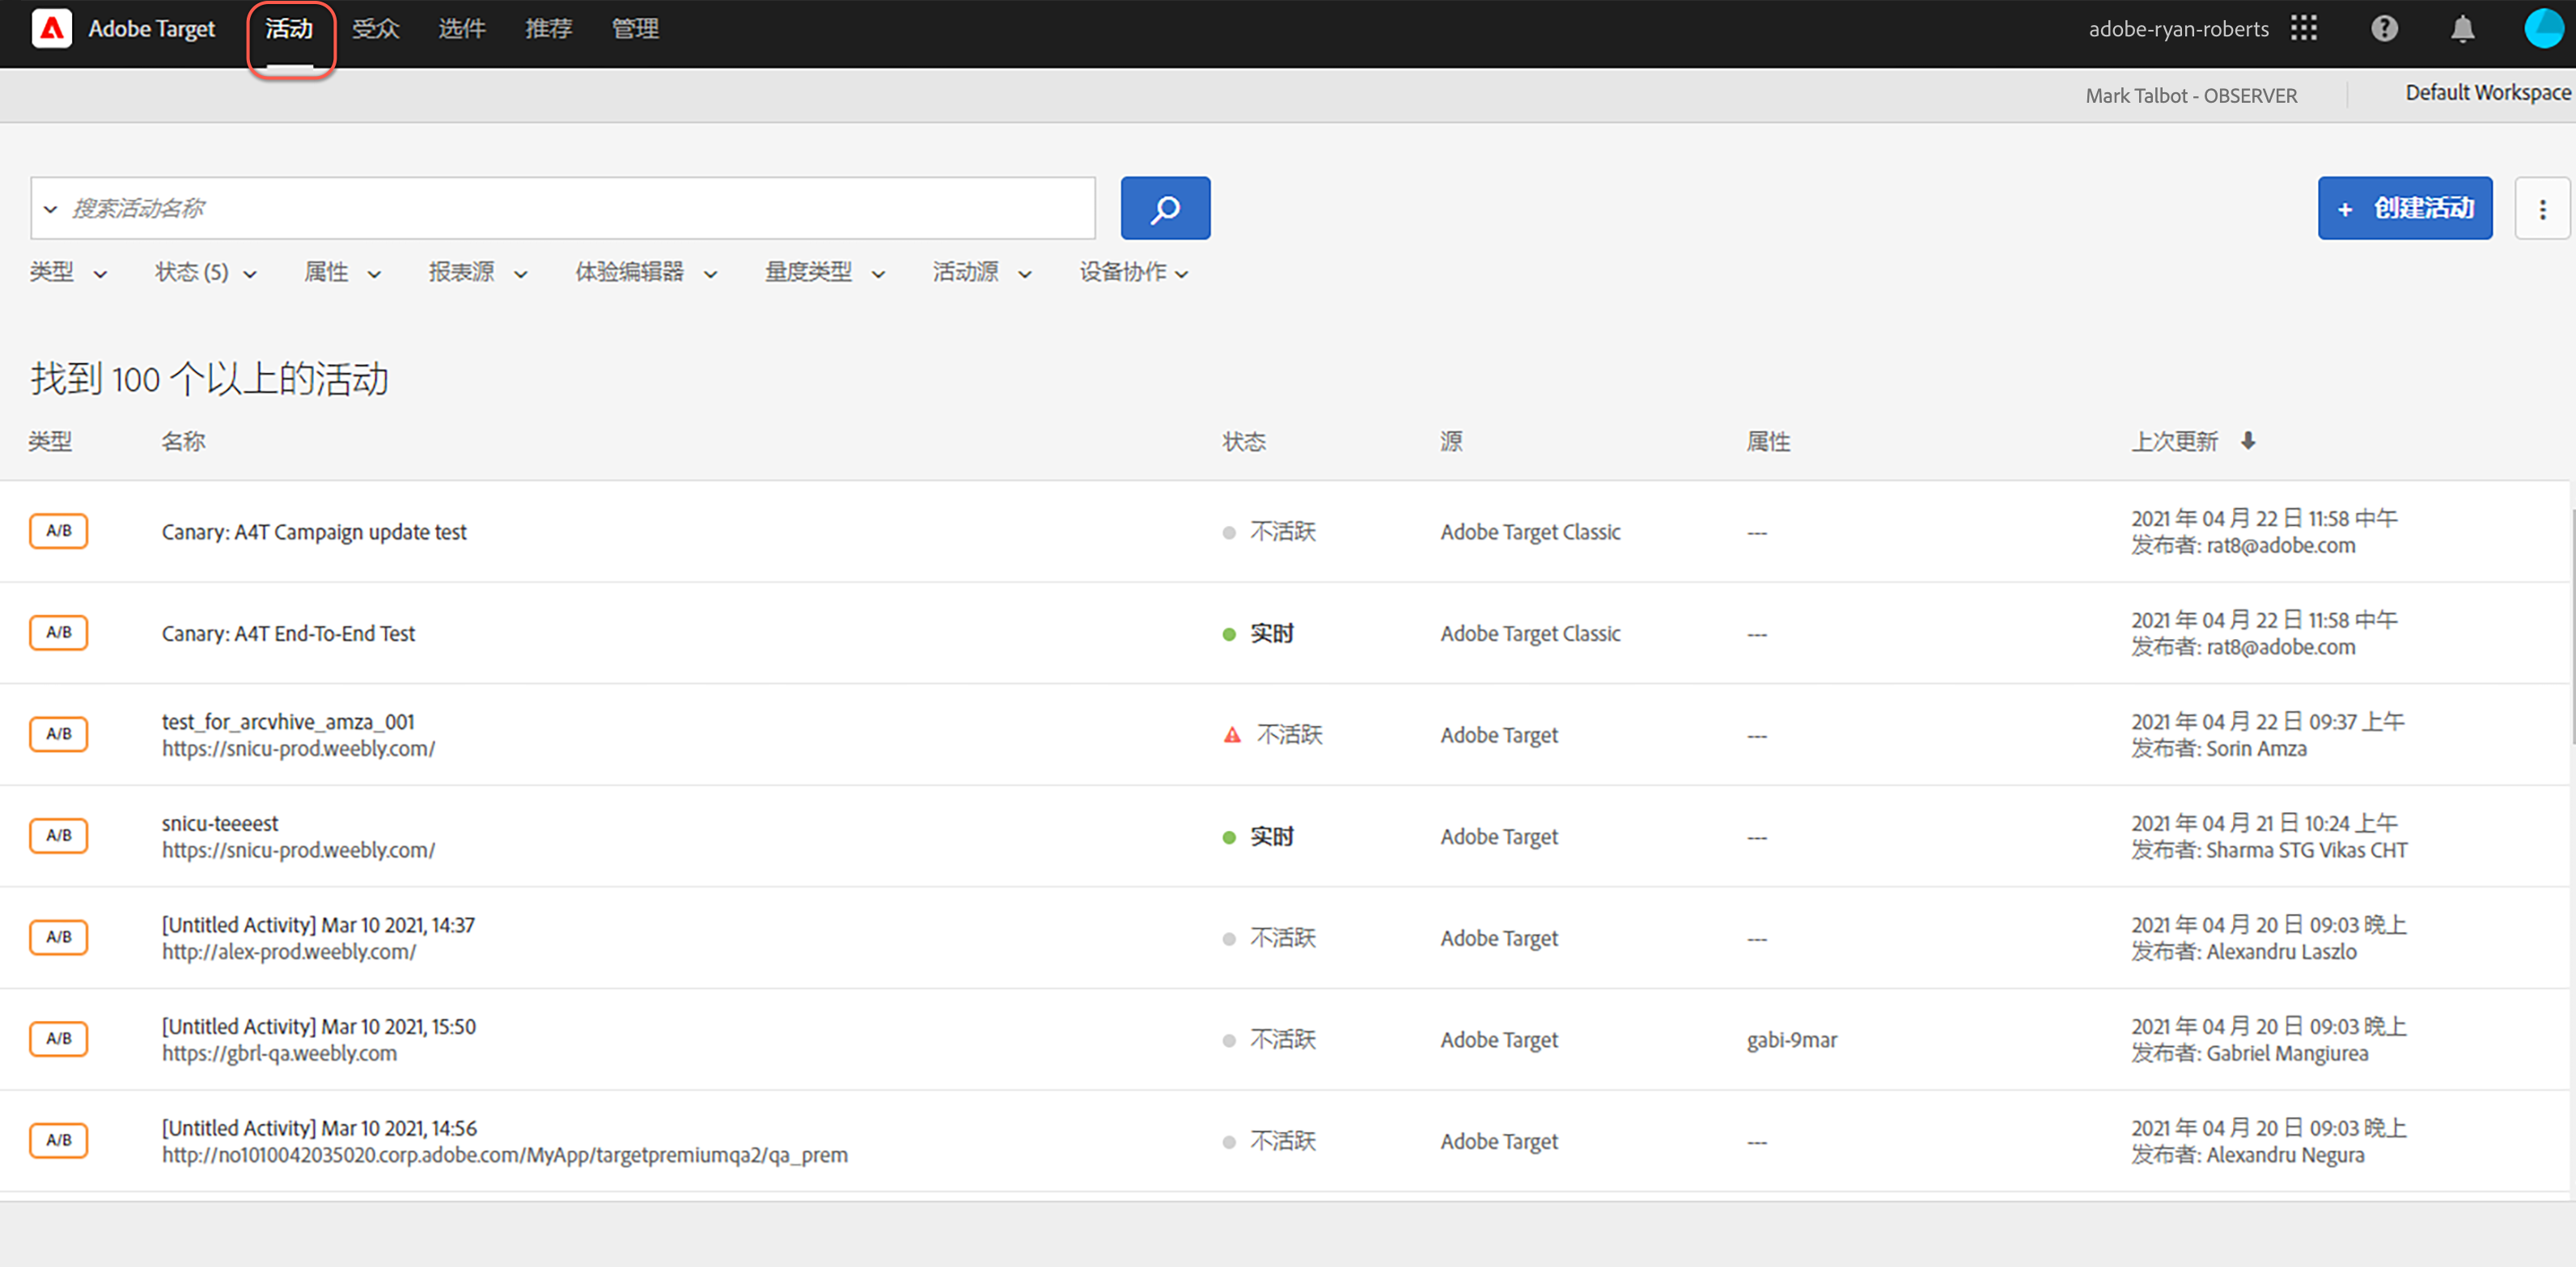 Adobe Target 活动 受众 选件 推荐 管理 adobe-ryan-roberts
Mark Talbot - OBSERVER Default Workspace
搜索活动名称
+ 创建活动
类型 状态 (5) 属性 报表源 体验编辑器 量度类型 活动源 设备协作
找到 100 个以上的活动
类型 名称 状态 源 属性 上次更新
A/B Canary: A4T Campaign update test 不活跃 Adobe Target Classic --- 2021 年 04 月 22 日 11:58 中午
发布者: rat8@adobe.com
A/B Canary: A4T End-To-End Test 实时 Adobe Target Classic --- 2021 年 04 月 22 日 11:58 中午
发布者: rat8@adobe.com
A/B test_for_arcvhive_amza_001 不活跃 Adobe Target --- 2021 年 04 月 22 日 09:37 上午
https://snicu-prod.weebly.com/ 发布者: Sorin Amza
A/B snicu-teeeest 实时 Adobe Target --- 2021 年 04 月 21 日 10:24 上午
https://snicu-prod.weebly.com/ 发布者: Sharma STG Vikas CHT
A/B [Untitled Activity] Mar 10 2021, 14:37 不活跃 Adobe Target --- 2021 年 04 月 20 日 09:03 晚上
http://alex-prod.weebly.com/ 发布者: Alexandru Laszlo
A/B [Untitled Activity] Mar 10 2021, 15:50 不活跃 Adobe Target gabi-9mar 2021 年 04 月 20 日 09:03 晚上
https://gbrl-qa.weebly.com 发布者: Gabriel Mangiurea
A/B [Untitled Activity] Mar 10 2021, 14:56 不活跃 Adobe Target --- 2021 年 04 月 20 日 09:03 晚上
http://no1010042035020.corp.adobe.com/MyApp/targetpremiumqa2/qa_prem 发布者: Alexandru Negura